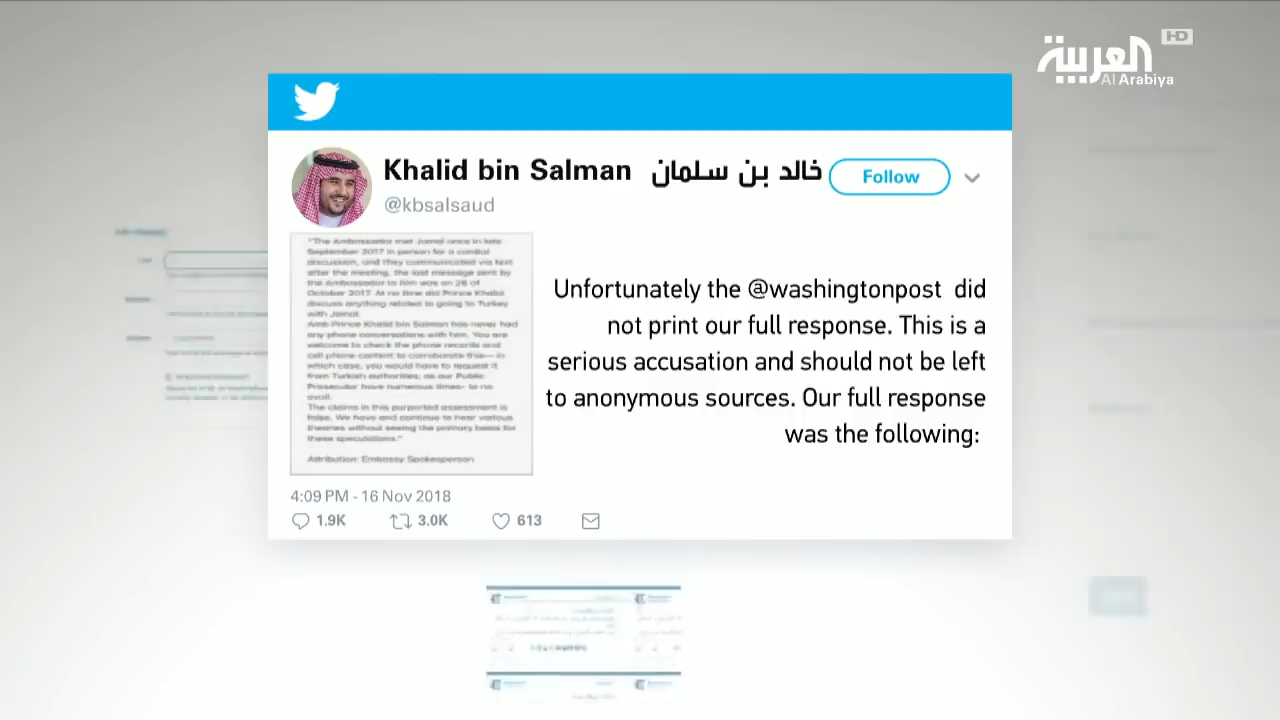 العربية
HD
Al Arabiya
Khalid bin Salman خالد بن سلمان
Follow
@kbsalsaud
"The Ambassador met Jamal once in late
September 2017 in person for a cordial
discussion, and they communicated via text
after the meeting, the last message sent by
the Ambassador to him was on 26 of
October 2017. At no time did Prince Khalid
discuss anything related to going to Turkey
with Jamal.
Amb Prince Khalid bin Salman has never had
any phone conversations with him. You are
welcome to check the phone records and
cell phone content to corroborate this— in
which case, you would have to request it
from Turkish authorities; as our Public
Prosecutor have numerous times- to no
avail.
The claims in this purported assessment is
false. We have and continue to hear various
theories without seeing the primary basis for
these speculations."
Attribution: Embassy Spokesperson
Unfortunately the @washingtonpost did
not print our full response. This is a
serious accusation and should not be left
to anonymous sources. Our full response
was the following:
4:09 PM - 16 Nov 2018
1.9K 3.0K 613